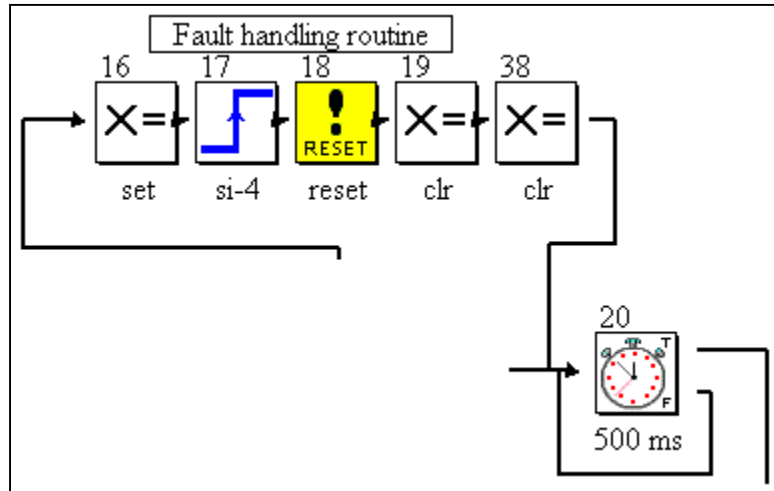 Fault handling routine
16 17 18 19 38
X= ! X= X=
RESET
set si-4 reset clr clr
20
T
F
500 ms